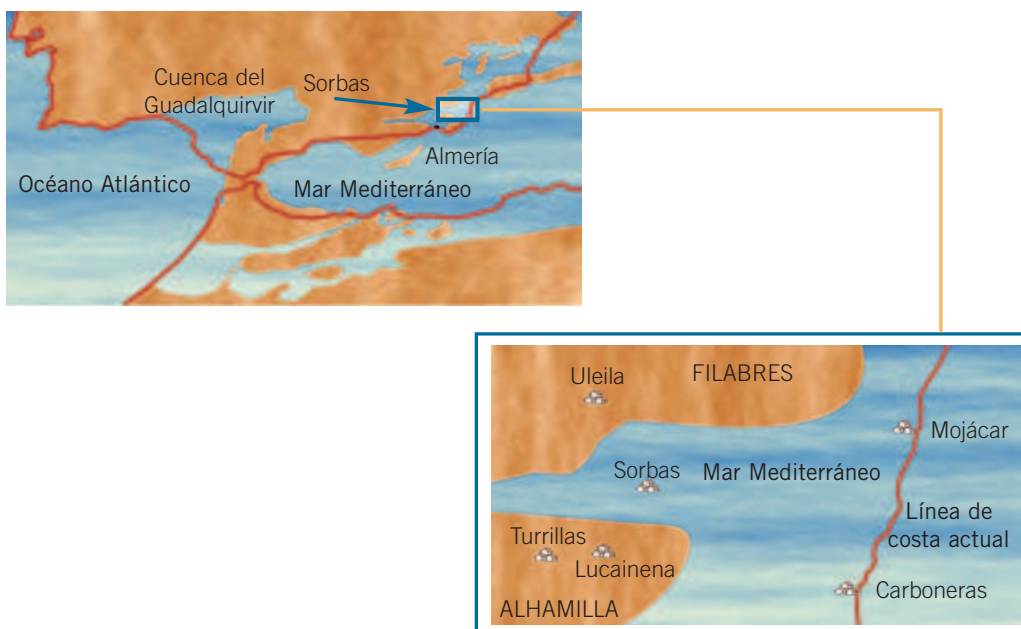 Cuenca del
Guadalquirvir
Sorbas
Almería
Océano Atlántico
Mar Mediterráneo
Uleila
FILABRES
Mojácar
Sorbas
Mar Mediterráneo
Línea de
costa actual
Turrillas
Lucainena
Carboneras
ALHAMILLA